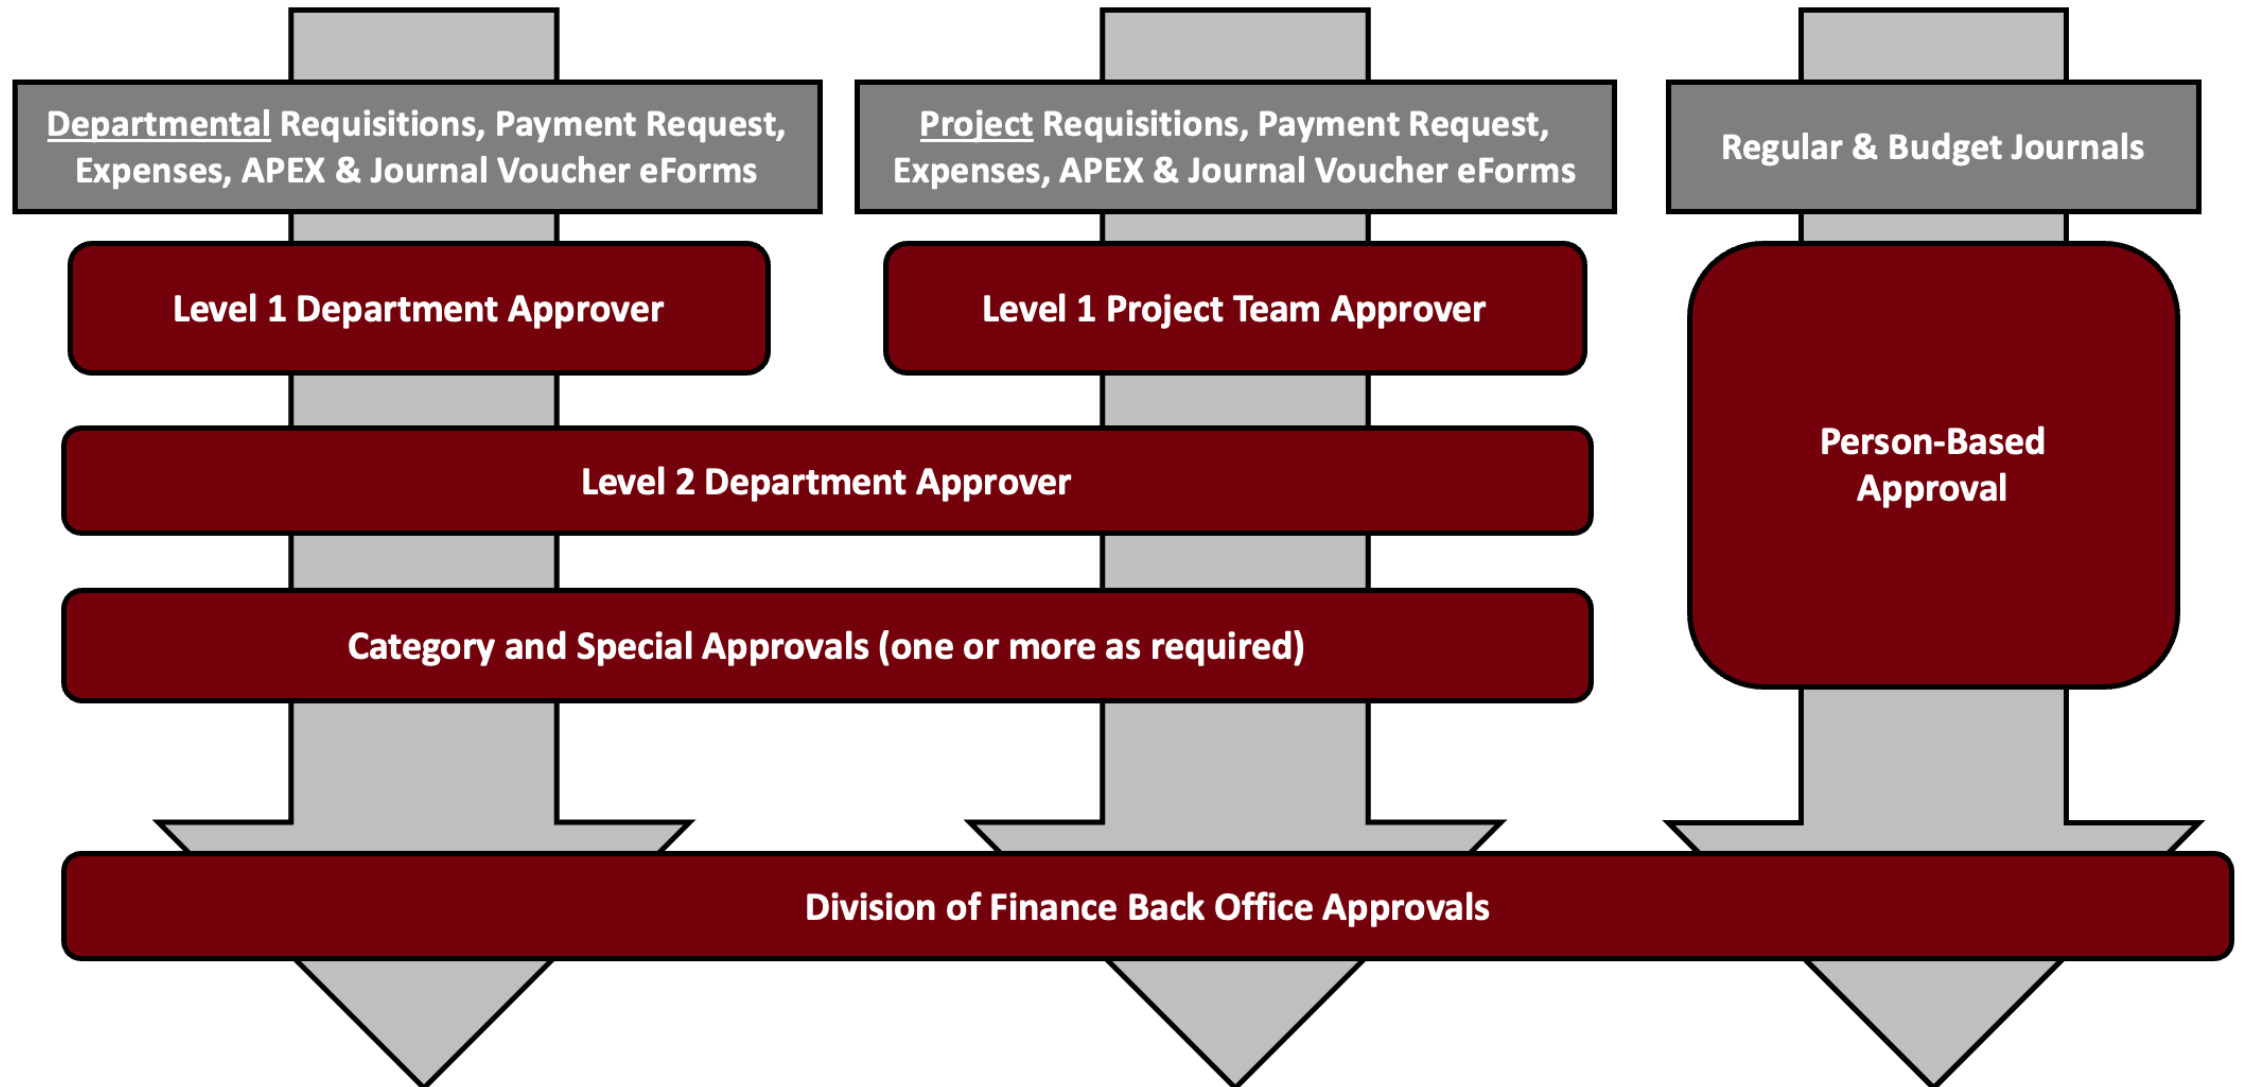 Departmental Requisitions, Payment Request,
Expenses, APEX & Journal Voucher eForms
Project Requisitions, Payment Request,
Expenses, APEX & Journal Voucher eForms
Regular & Budget Journals
Level 1 Department Approver
Level 1 Project Team Approver
Person-Based
Approval
Level 2 Department Approver
Category and Special Approvals (one or more as required)
Division of Finance Back Office Approvals